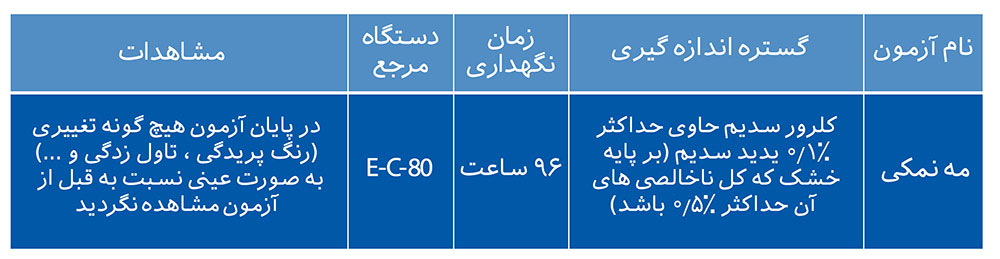 نام آزمون
گستره اندازه گیری
زمان
نگهداری
دستگاه
مرجع
مشاهدات
مه نمکی
کلرور سدیم حاوی حداکثر
۰/۱٪ یدید سدیم (بر پایه
خشک که کل ناخالصی های
آن حداکثر ۰/۵٪ باشد)
۹۶ ساعت
E-C-80
در پایان آزمون هیچ گونه تغییری
(رنگ پریدگی ، تاول زدگی و ...)
به صورت عینی نسبت به قبل از
آزمون مشاهده نگردید